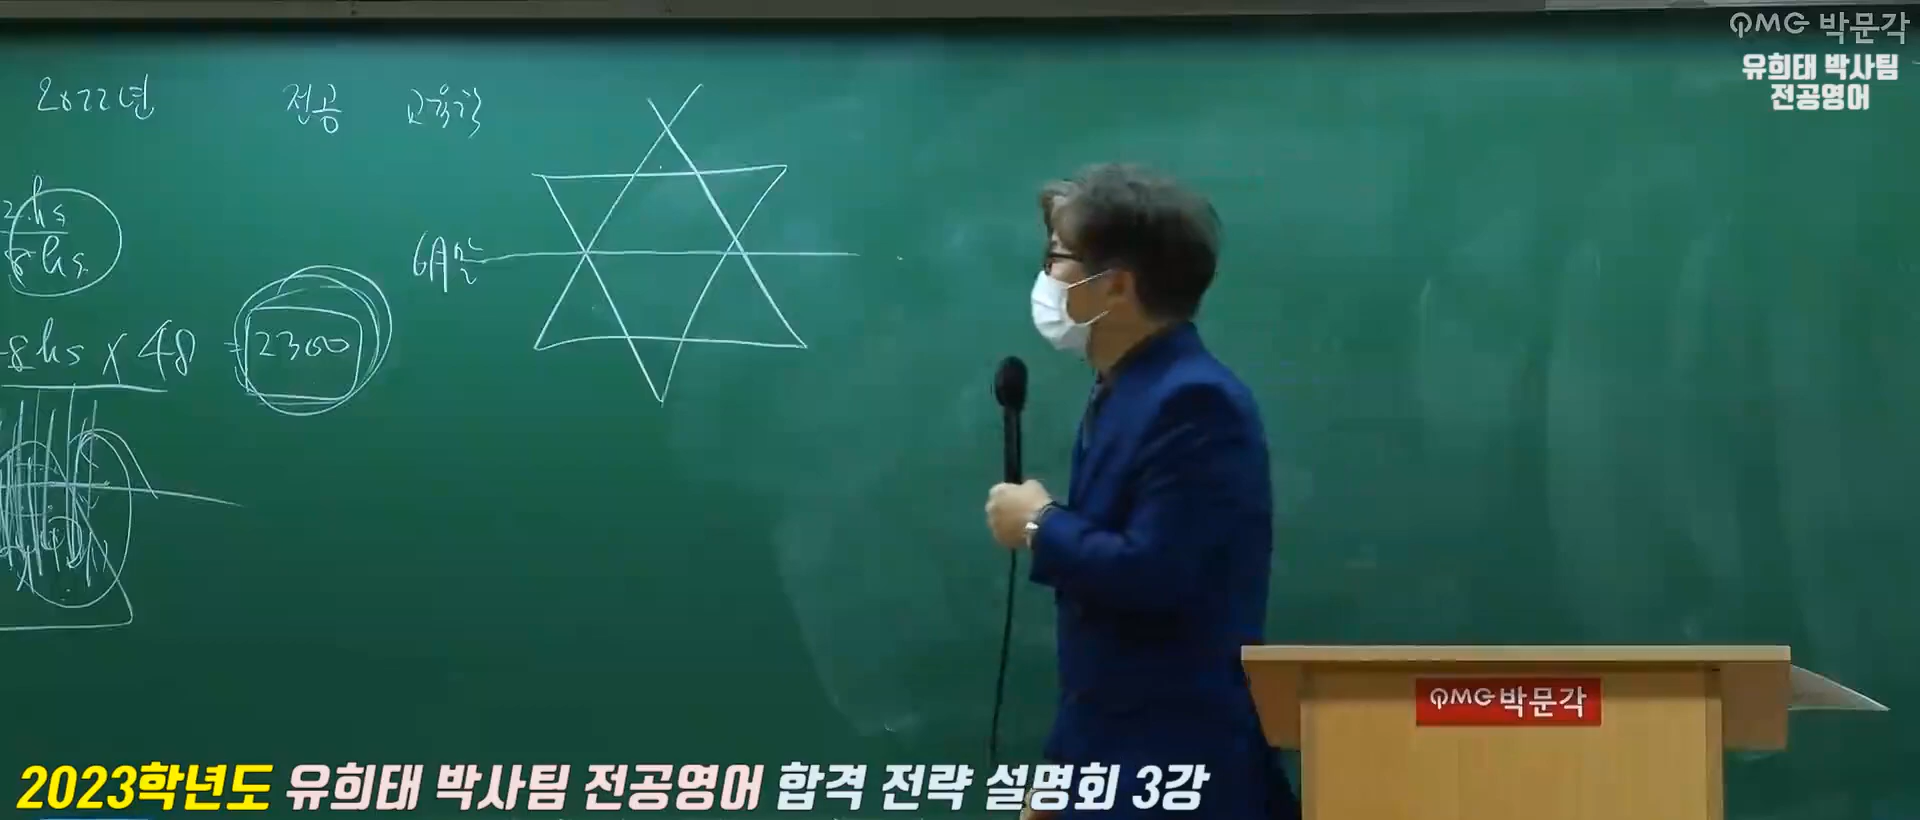 PMG 박문각
유희태 박사팀
전공영어
2022년 전공 교육학
2hs
8hs
6월말
8hs × 48 = 2300
PMG 박문각
2023학년도 유희태 박사팀 전공영어 합격 전략 설명회 3강